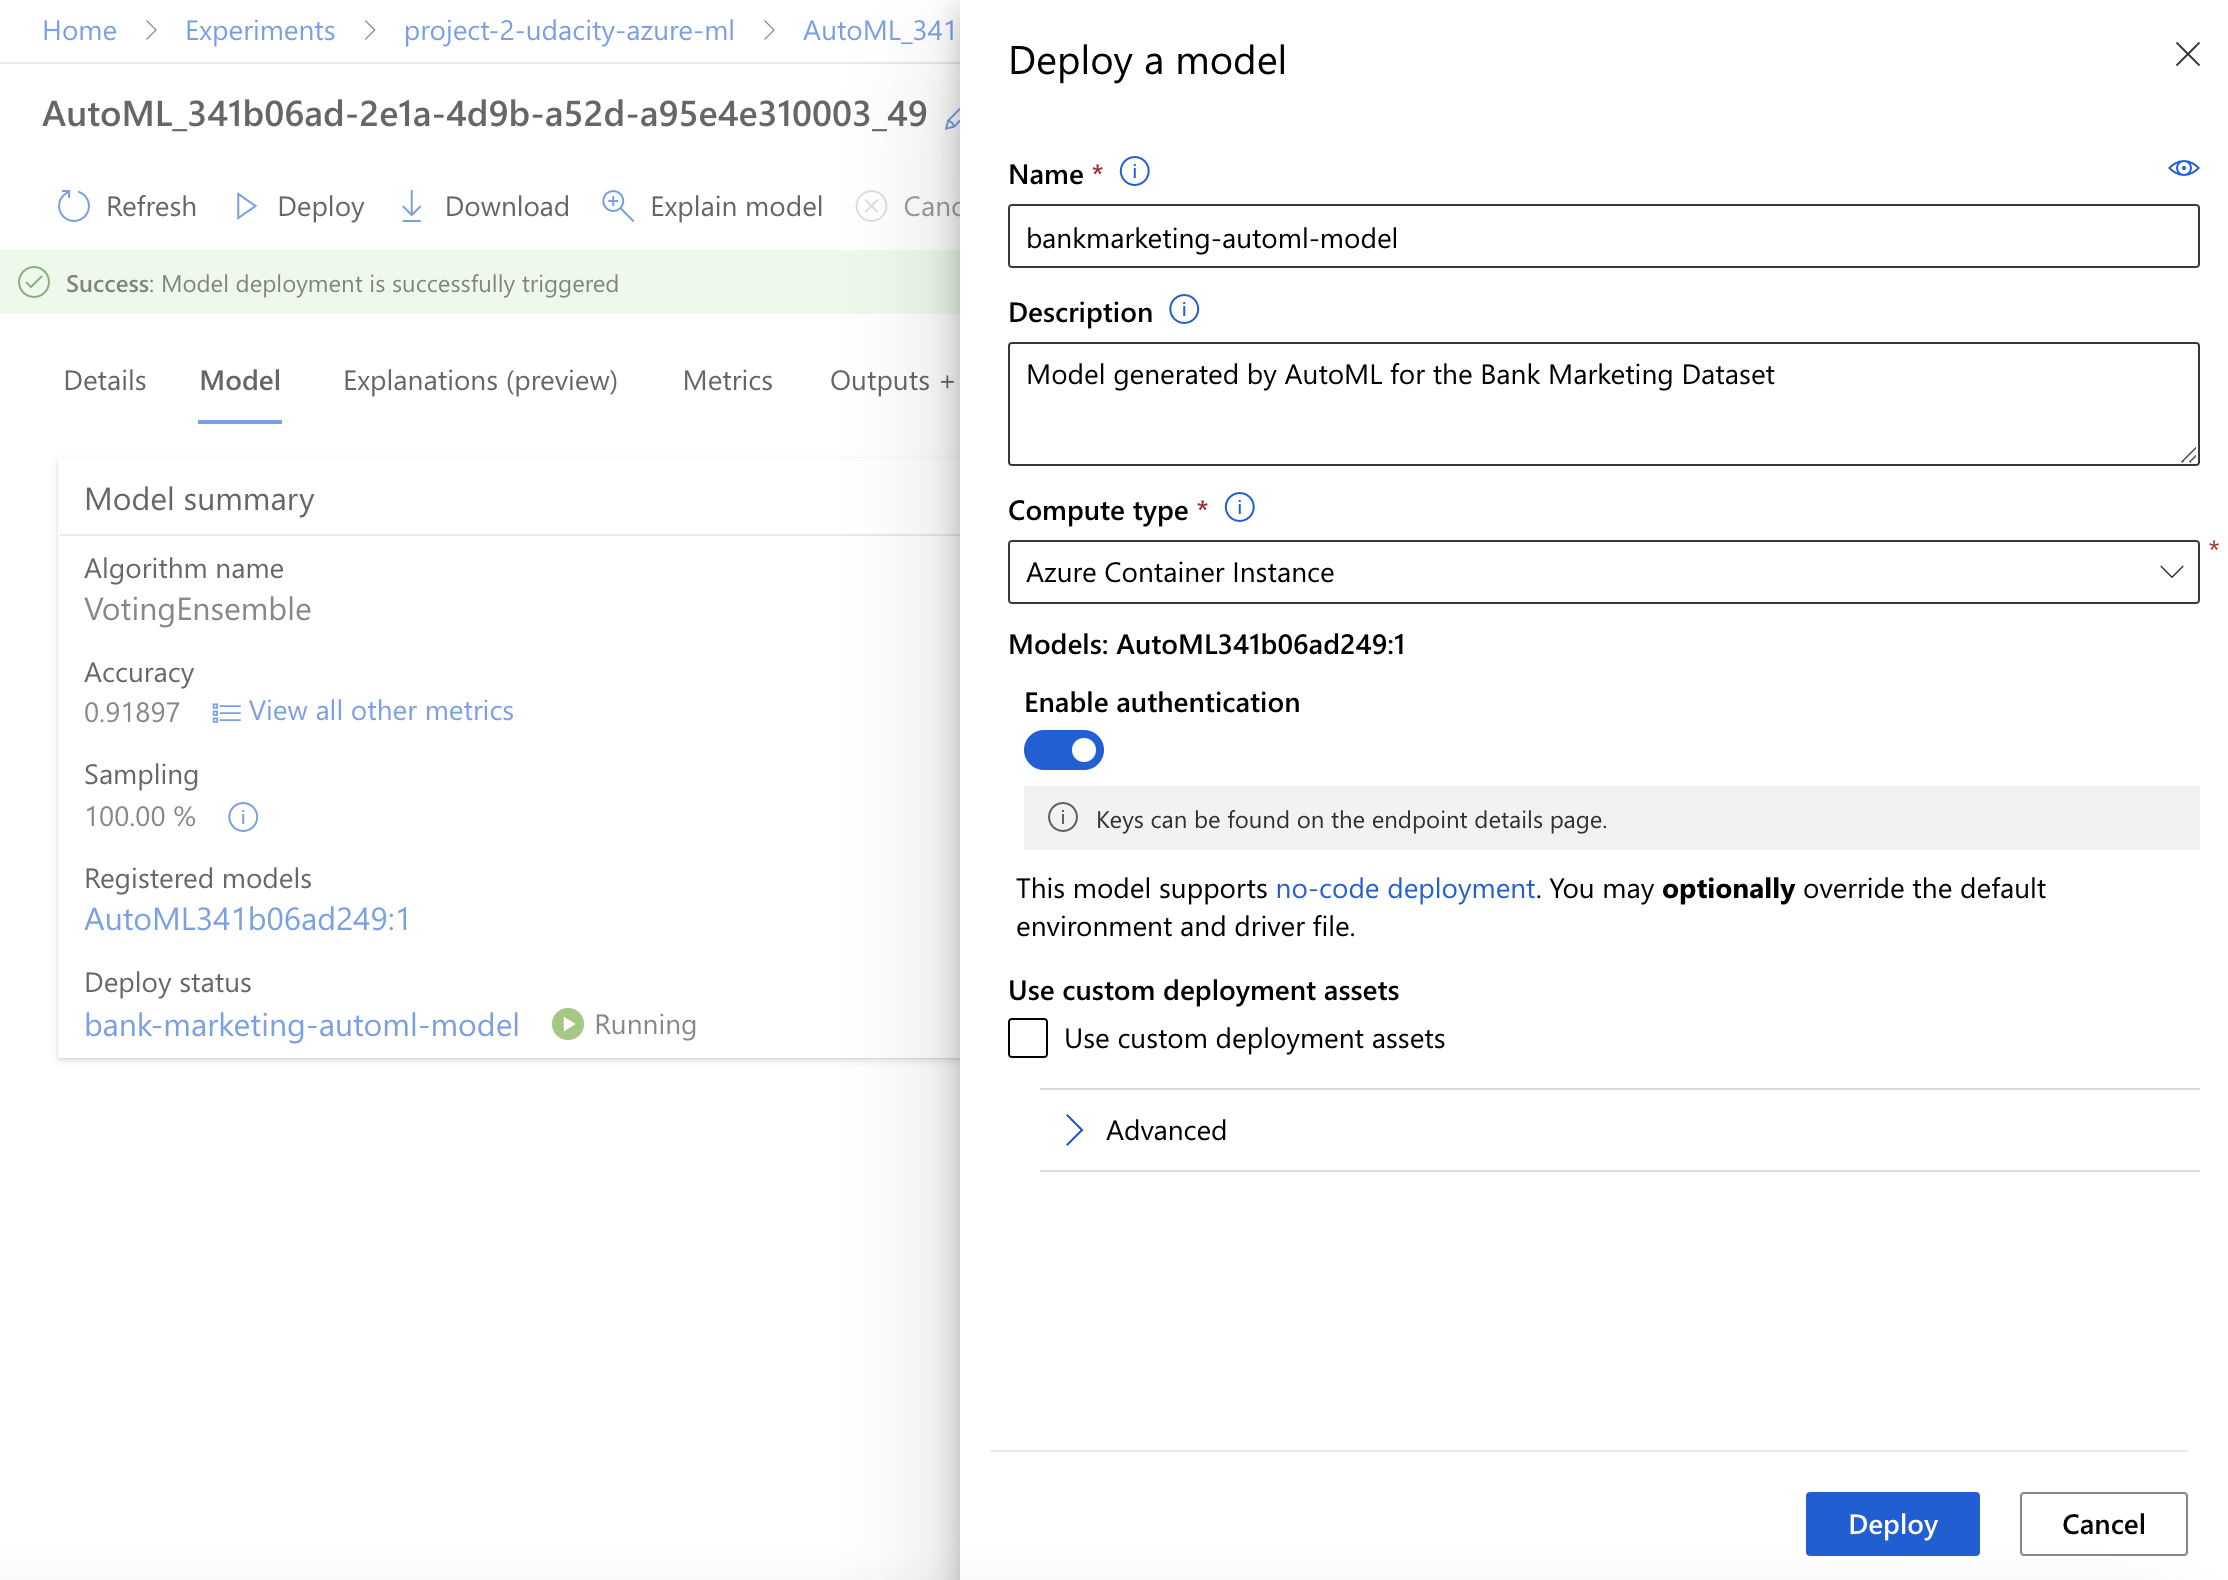 Home > Experiments > project-2-udacity-azure-ml > AutoML_341
AutoML_341b06ad-2e1a-4d9b-a52d-a95e4e310003_49
Refresh Deploy Download Explain model Canc
Success: Model deployment is successfully triggered
Details Model Explanations (preview) Metrics Outputs +
Model summary
Algorithm name
VotingEnsemble
Accuracy
0.91897 View all other metrics
Sampling
100.00 %
Registered models
AutoML341b06ad249:1
Deploy status
bank-marketing-automl-model Running
Deploy a model
Name *
bankmarketing-automl-model
Description
Model generated by AutoML for the Bank Marketing Dataset
Compute type *
Azure Container Instance
*
Models: AutoML341b06ad249:1
Enable authentication
Keys can be found on the endpoint details page.
This model supports no-code deployment. You may optionally override the default
environment and driver file.
Use custom deployment assets
Use custom deployment assets
Advanced
Deploy Cancel